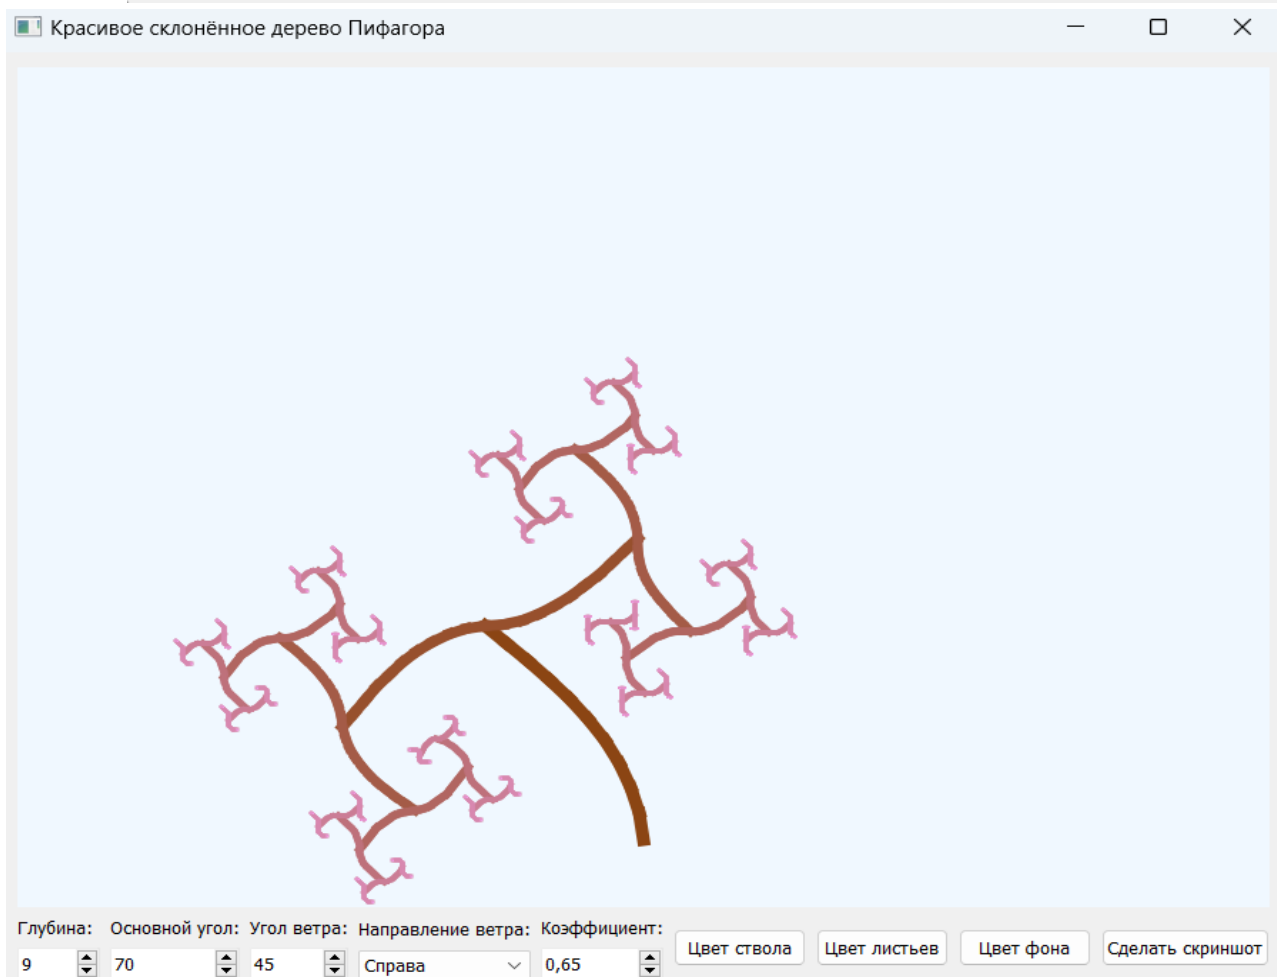 Красивое склонённое дерево Пифагора
Глубина: Основной угол: Угол ветра: Направление ветра: Коэффициент:
9 70 45 Справа 0,65 Цвет ствола Цвет листьев Цвет фона Сделать скриншот